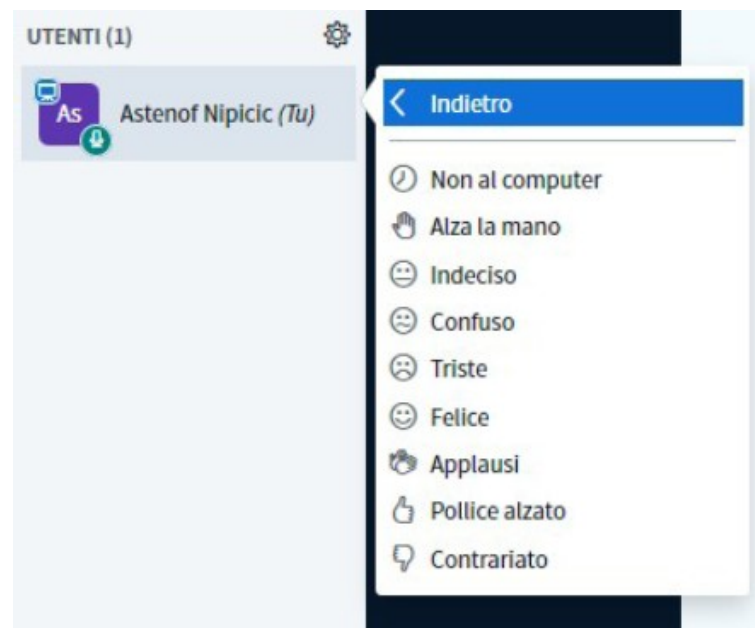 UTENTI (1)
As
Astenof Nipicic (Tu)
Indietro
Non al computer
Alza la mano
Indeciso
Confuso
Triste
Felice
Applausi
Pollice alzato
Contrariato